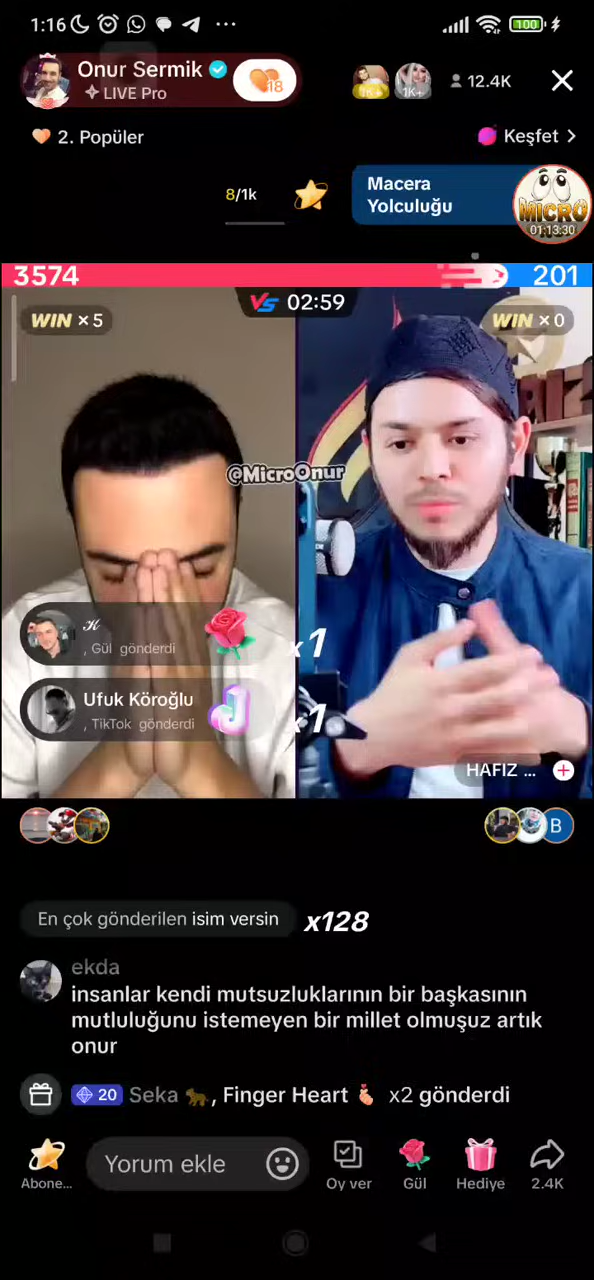 1:16
100
Onur Sermik
LIVE Pro
18
1K+
1K+
12.4K
2. Popüler
Keşfet
8/1k
Macera
Yolculuğu
MICRO
01:13:30
3574
201
WIN x 5
VS 02:59
WIN x 0
@MicroOnur
, Gül gönderdi
x1
Ufuk Köroğlu
, TikTok gönderdi
x1
HAFIZ ...
B
En çok gönderilen isim versin
x128
ekda
insanlar kendi mutsuzluklarının bir başkasının
mutluluğunu istemeyen bir millet olmuşuz artık
onur
20 Seka , Finger Heart x2 gönderdi
Yorum ekle
Abone...
Oy ver
Gül
Hediye
2.4K